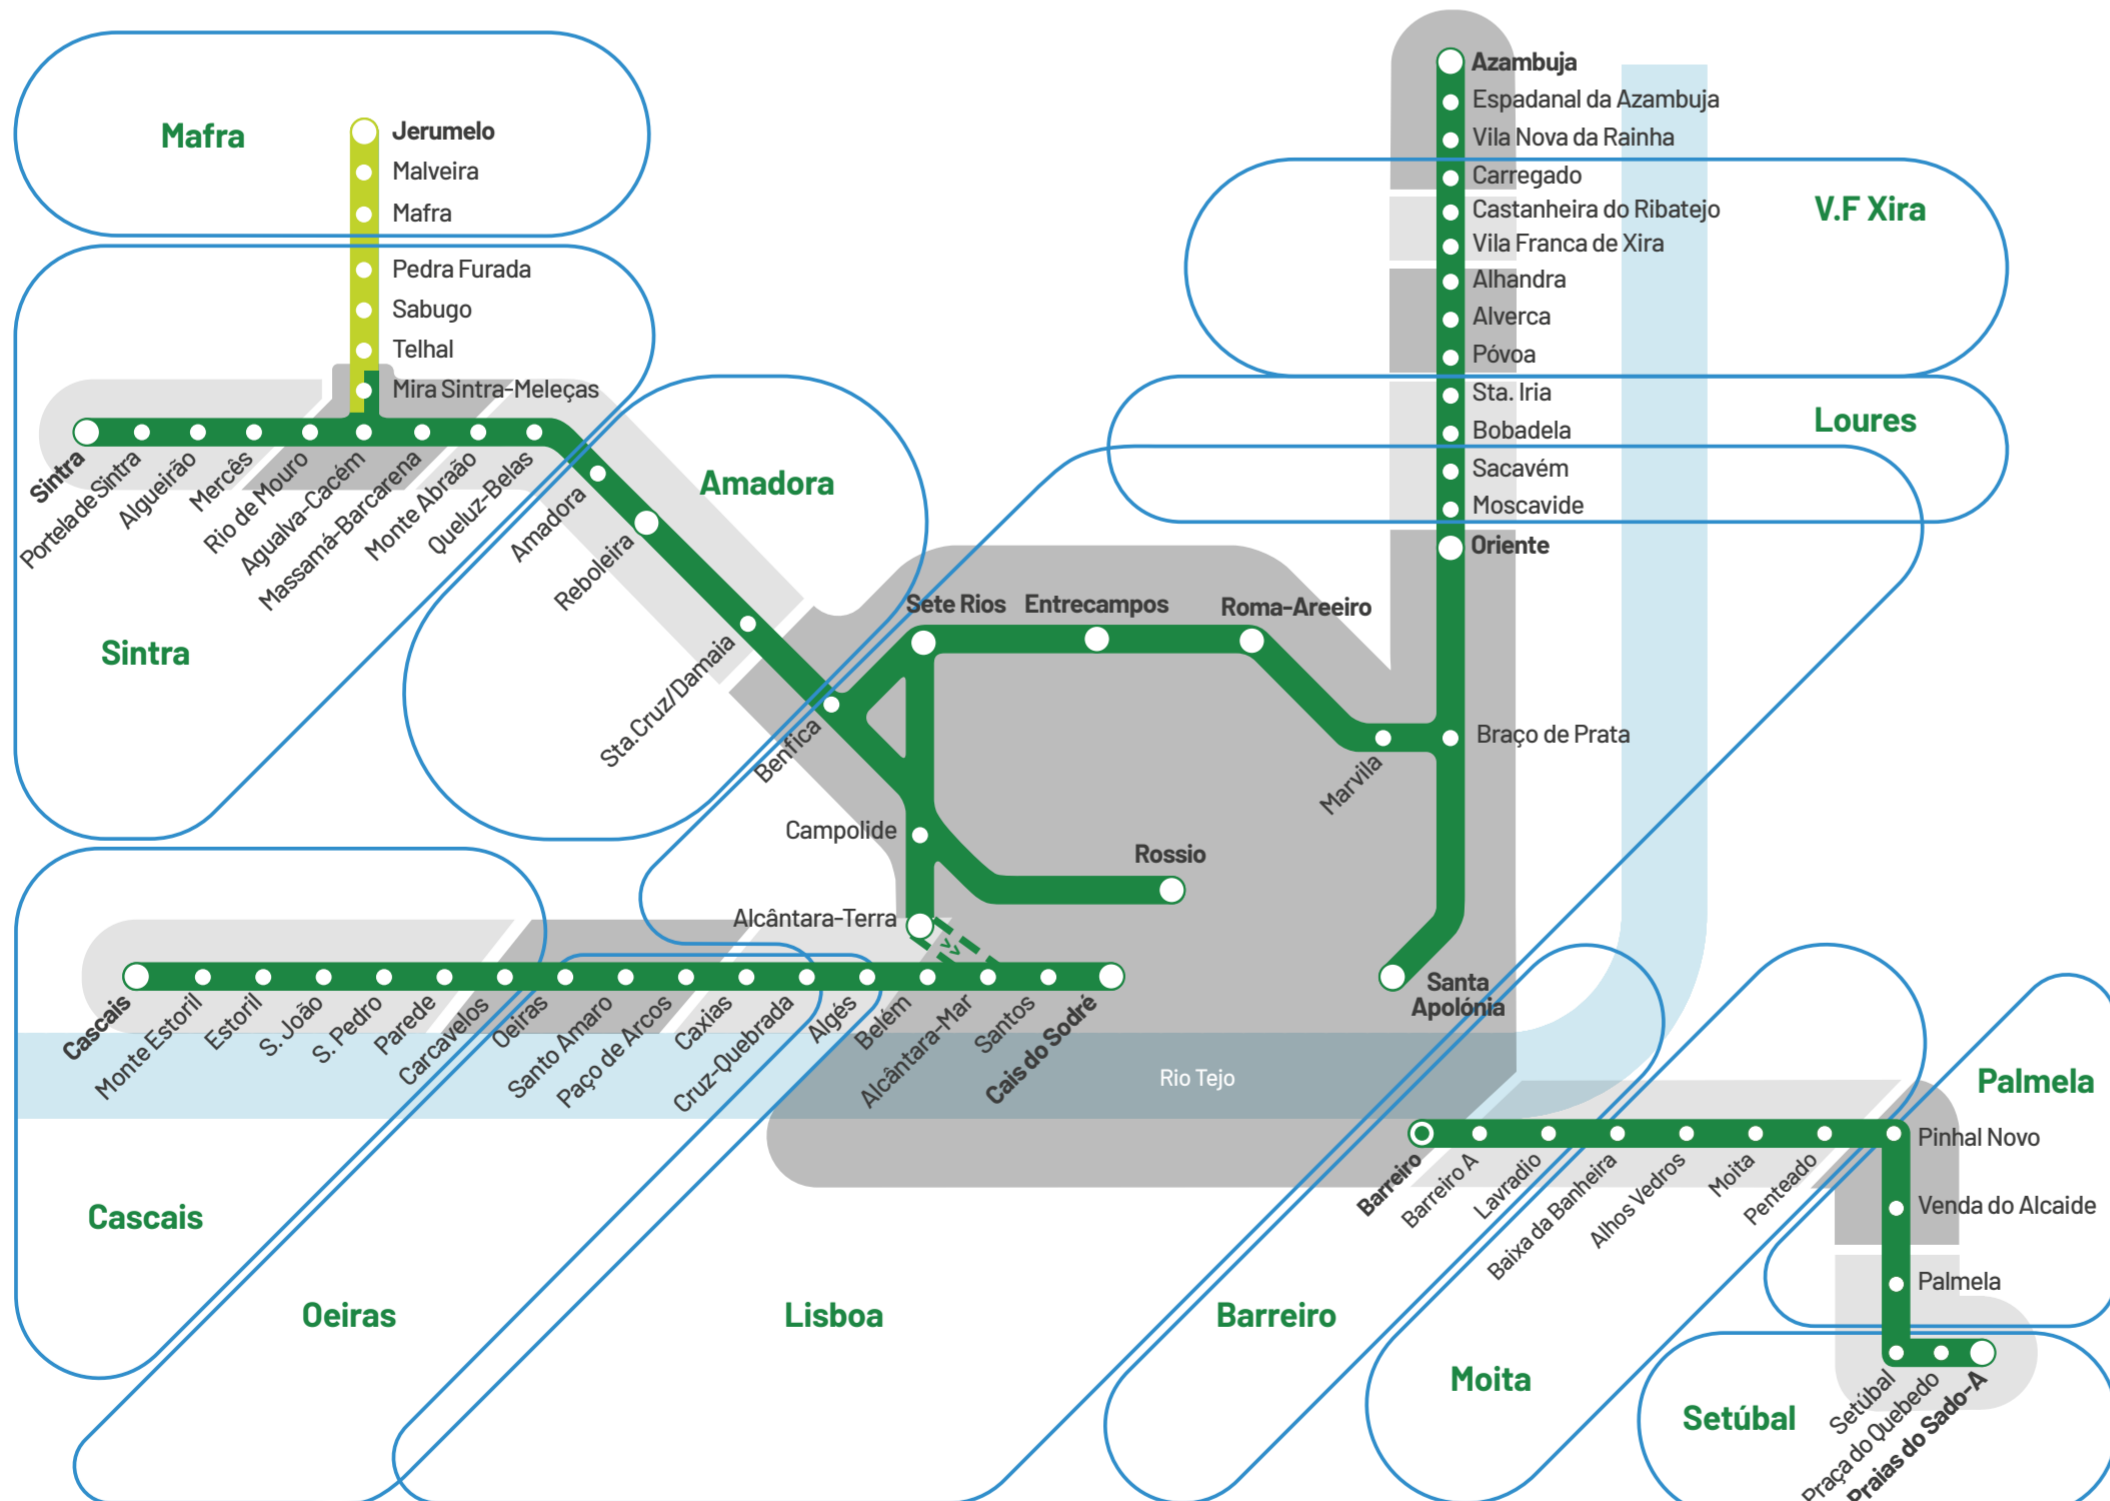 Mafra
Jerumelo
Malveira
Mafra
Pedra Furada
Sabugo
Telhal
Mira Sintra-Meleças
Sintra
Portela de Sintra
Algueirão
Mercês
Rio de Mouro
Agualva-Cacém
Massamá-Barcarena
Monte Abraão
Queluz-Belas
Amadora
Reboleira
Sta.Cruz/Damaia
Benfica
Sintra
Amadora
Azambuja
Espadanal da Azambuja
Vila Nova da Rainha
Carregado
Castanheira do Ribatejo
Vila Franca de Xira
Alhandra
Alverca
Póvoa
Sta. Iria
Bobadela
Sacavém
Moscavide
Oriente
V.F Xira
Loures
Sete Rios
Entrecampos
Roma-Areeiro
Marvila
Braço de Prata
Campolide
Rossio
Alcântara-Terra
Santa
Apolónia
Cascais
Monte Estoril
Estoril
S. João
S. Pedro
Parede
Carcavelos
Oeiras
Santo Amaro
Paço de Arcos
Caxias
Cruz-Quebrada
Algés
Belém
Alcântara-Mar
Santos
Cais do Sodré
Rio Tejo
Cascais
Oeiras
Lisboa
Barreiro
Moita
Setúbal
Palmela
Barreiro
Barreiro A
Lavradio
Baixa da Banheira
Alhos Vedros
Moita
Penteado
Pinhal Novo
Venda do Alcaide
Palmela
Setúbal
Praça do Quebedo
Praias do Sado-A